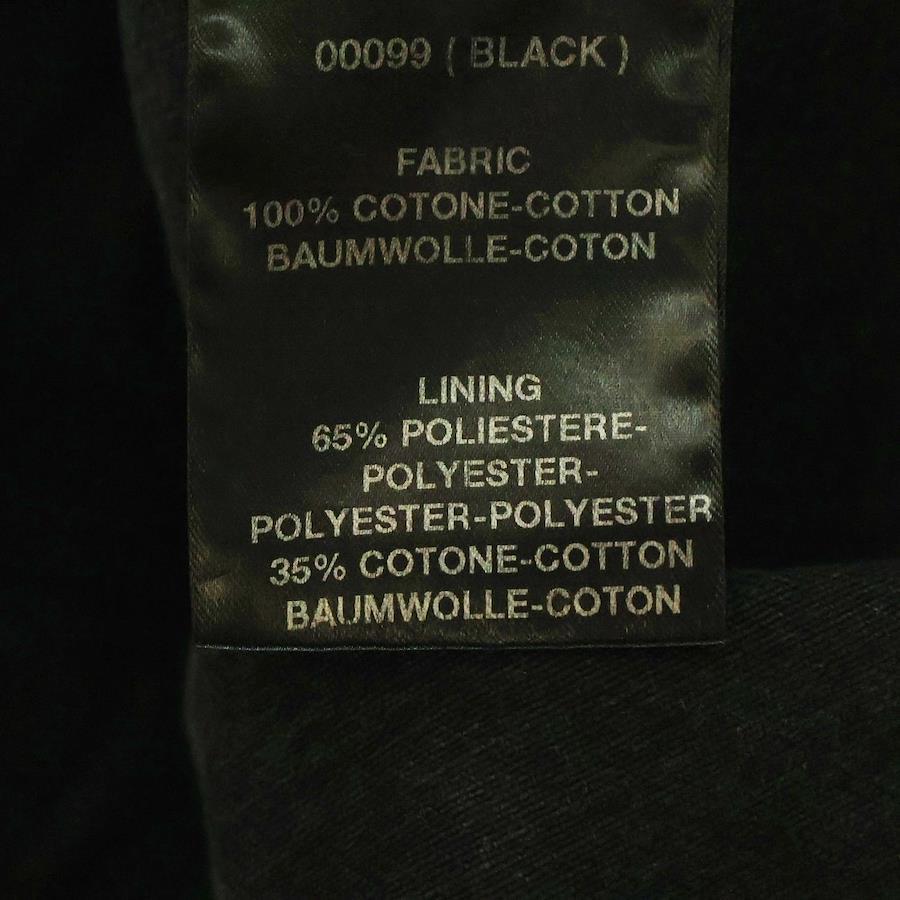 00099 ( BLACK )
FABRIC
100% COTONE-COTTON
BAUMWOLLE-COTON
LINING
65% POLIESTERE-
POLYESTER-
POLYESTER-POLYESTER
35% COTONE-COTTON
BAUMWOLLE-COTON